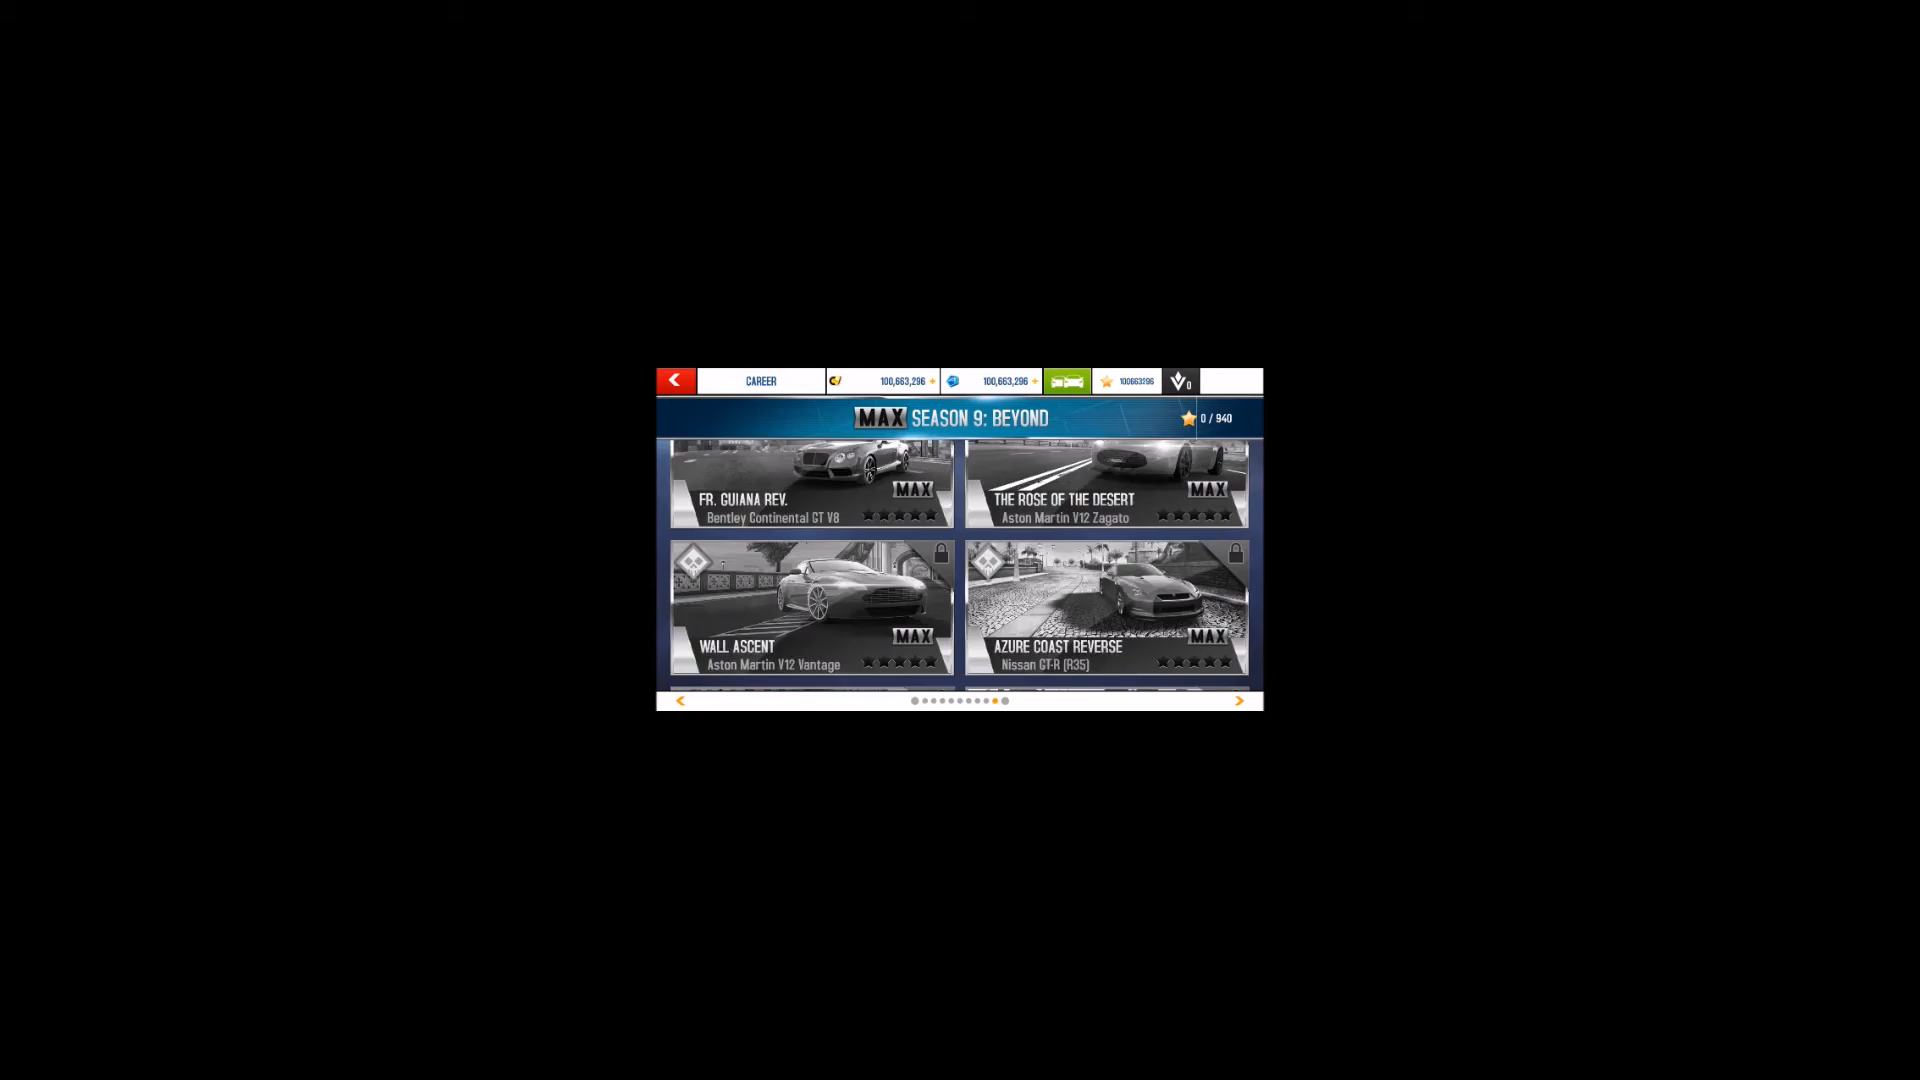 CAREER 100,663,296 + 100,663,296 + 100663296 0
MAX SEASON 9: BEYOND 0 / 940
MAX MAX
FR. GUIANA REV. THE ROSE OF THE DESERT
Bentley Continental GT V8 Aston Martin V12 Zagato
MAX MAX
WALL ASCENT AZURE COAST REVERSE
Aston Martin V12 Vantage Nissan GT-R (R35)